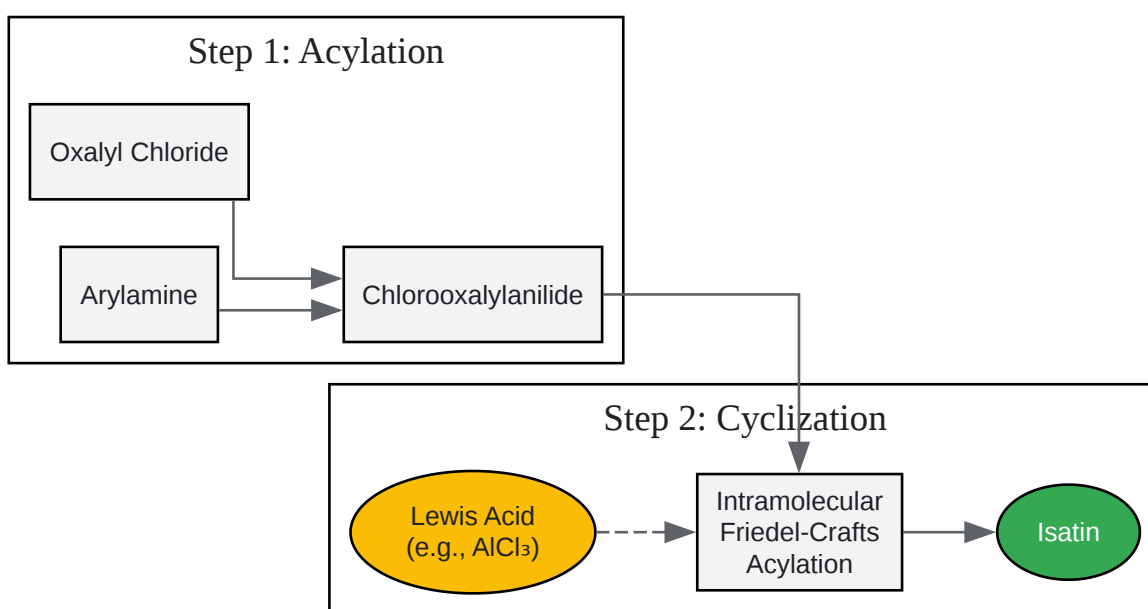 Step 1: Acylation
Oxalyl Chloride
Arylamine
Chlorooxalylanilide
Step 2: Cyclization
Lewis Acid
(e.g., AlCl₃)
Intramolecular
Friedel-Crafts
Acylation
Isatin